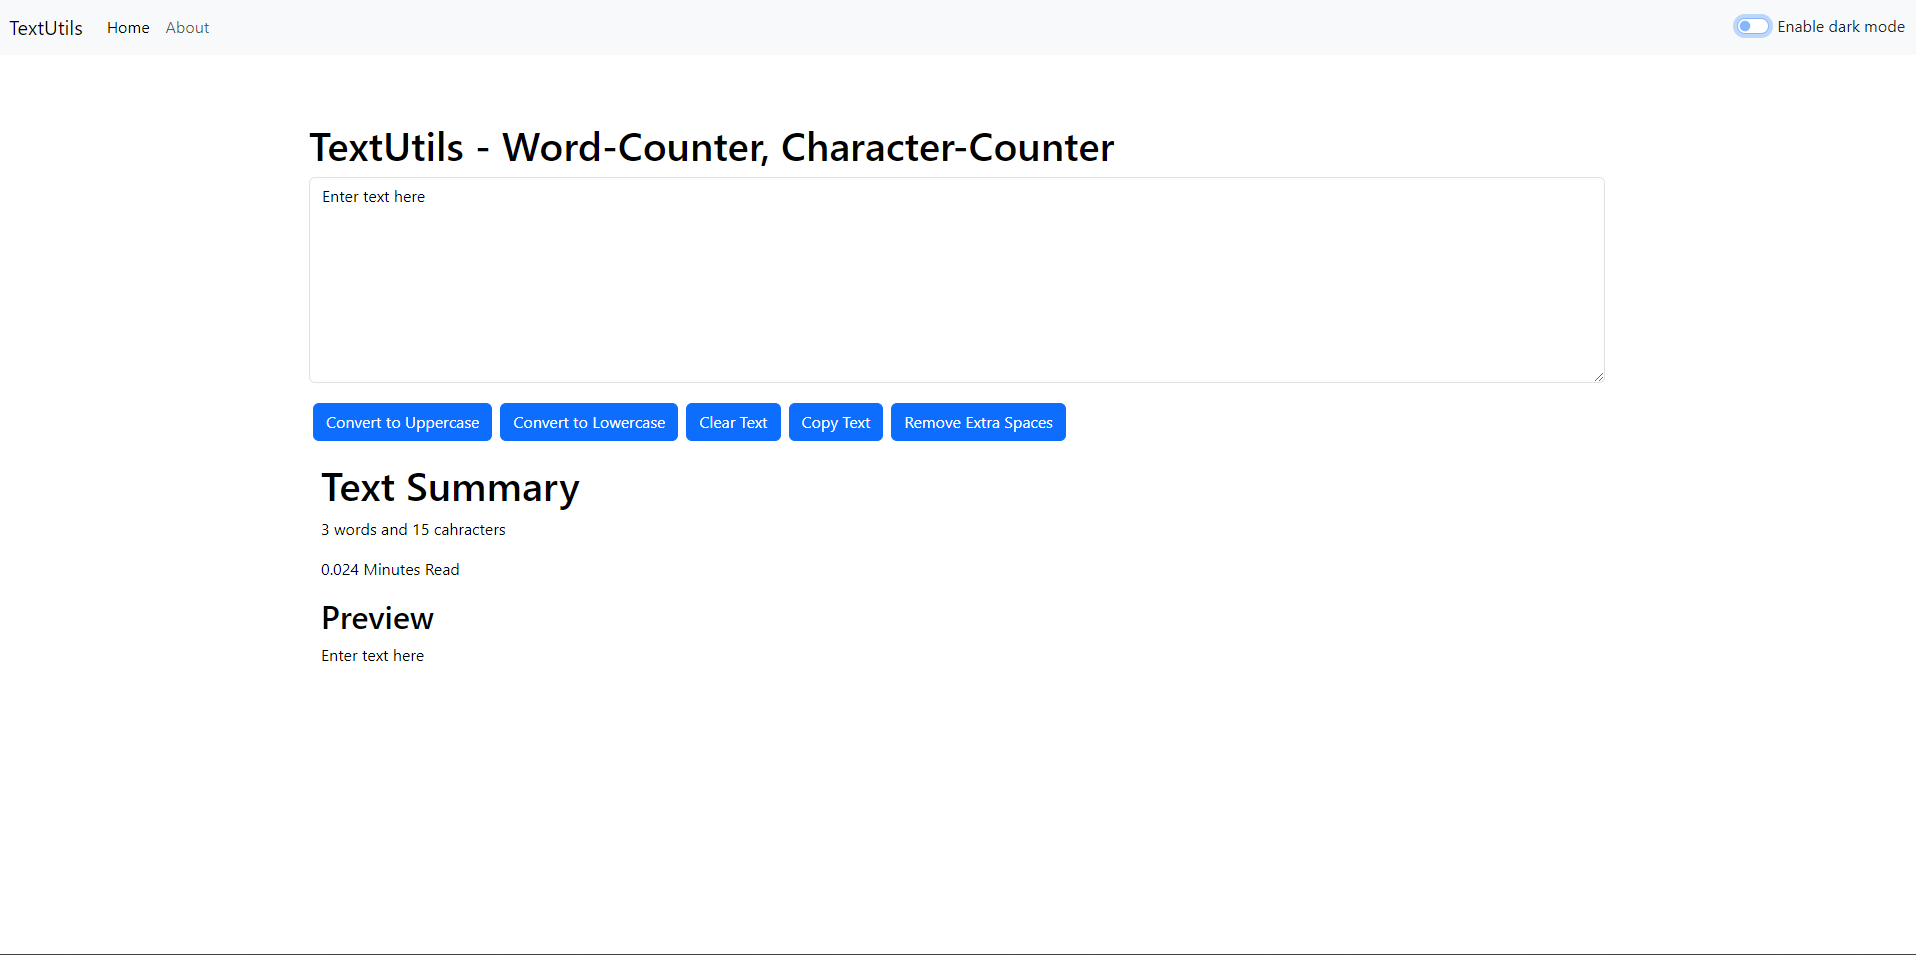 TextUtils Home About Enable dark mode
TextUtils - Word-Counter, Character-Counter
Enter text here
Convert to Uppercase Convert to Lowercase Clear Text Copy Text Remove Extra Spaces
Text Summary
3 words and 15 cahracters
0.024 Minutes Read
Preview
Enter text here